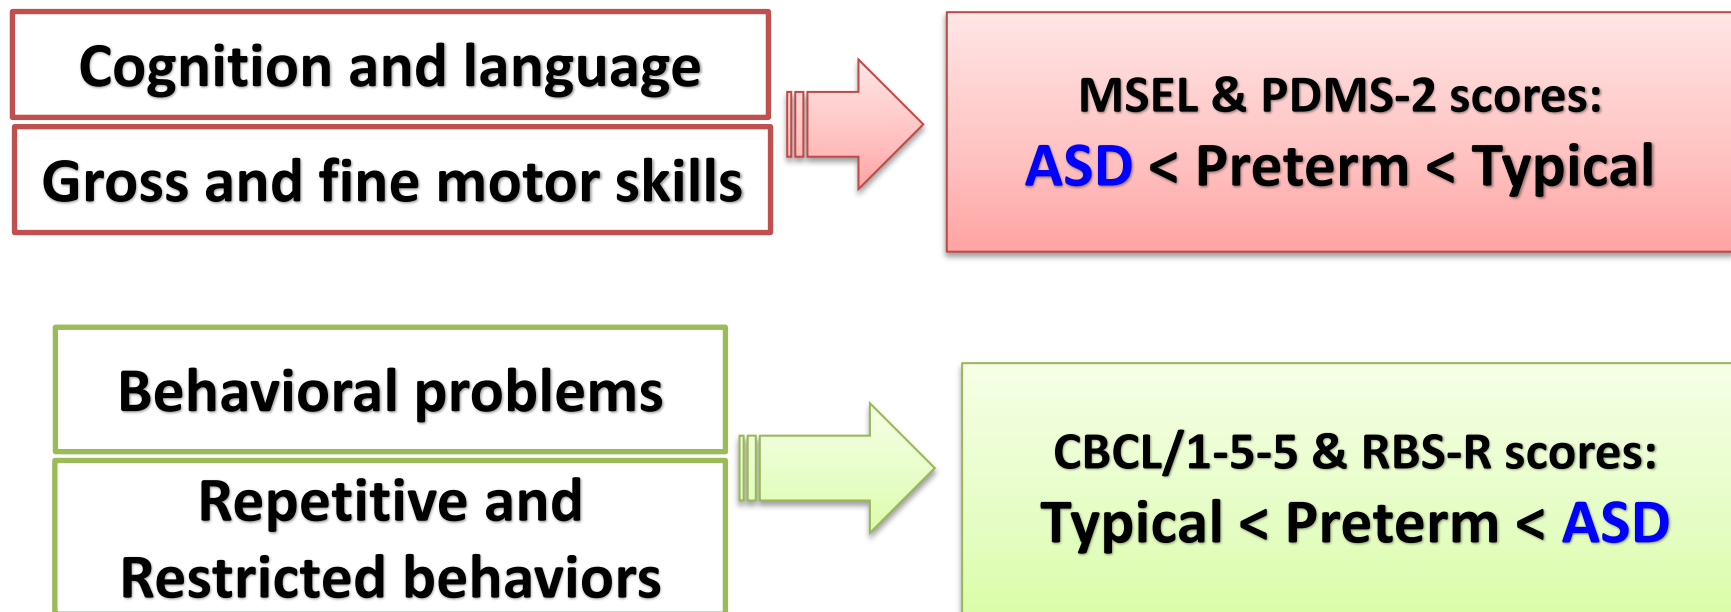 Cognition and language
Gross and fine motor skills
MSEL & PDMS-2 scores:
ASD < Preterm < Typical
Behavioral problems
Repetitive and
Restricted behaviors
CBCL/1-5-5 & RBS-R scores:
Typical < Preterm < ASD